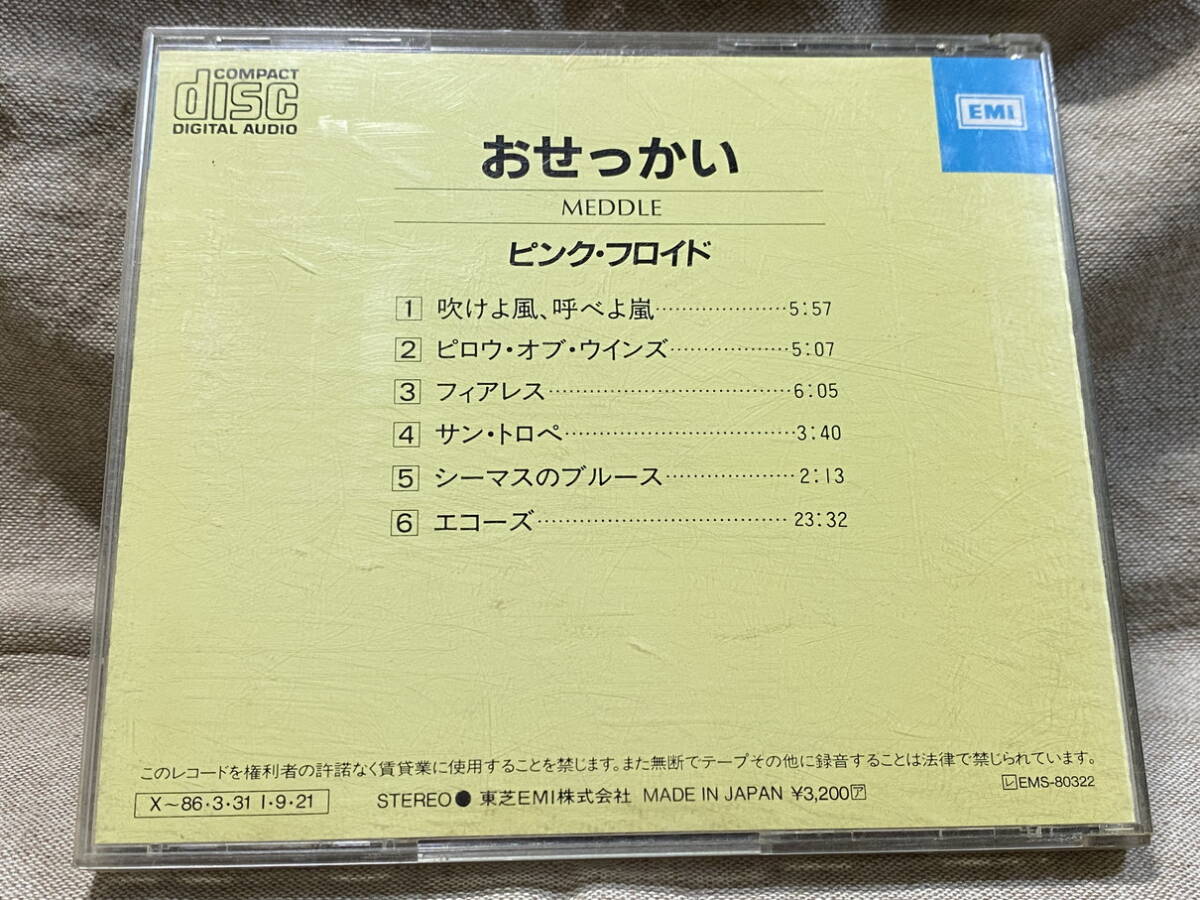 COMPACT
disc
DIGITAL AUDIO
EMI
おせっかい
MEDDLE
ピンク・フロイド
1 吹けよ風、呼べよ嵐…………………5:57
2 ピロウ・オブ・ウインズ………………5:07
3 フィアレス……………………………6:05
4 サン・トロペ…………………………3:40
5 シーマスのブルース………………2:13
6 エコーズ……………………………23:32
このレコードを権利者の許諾なく賃貸業に使用することを禁じます。また無断でテープその他に録音することは法律で禁じられています。
レEMS-80322
X～86・3・31 I・9・21 STEREO● 東芝EMI株式会社 MADE IN JAPAN ¥3,200ア